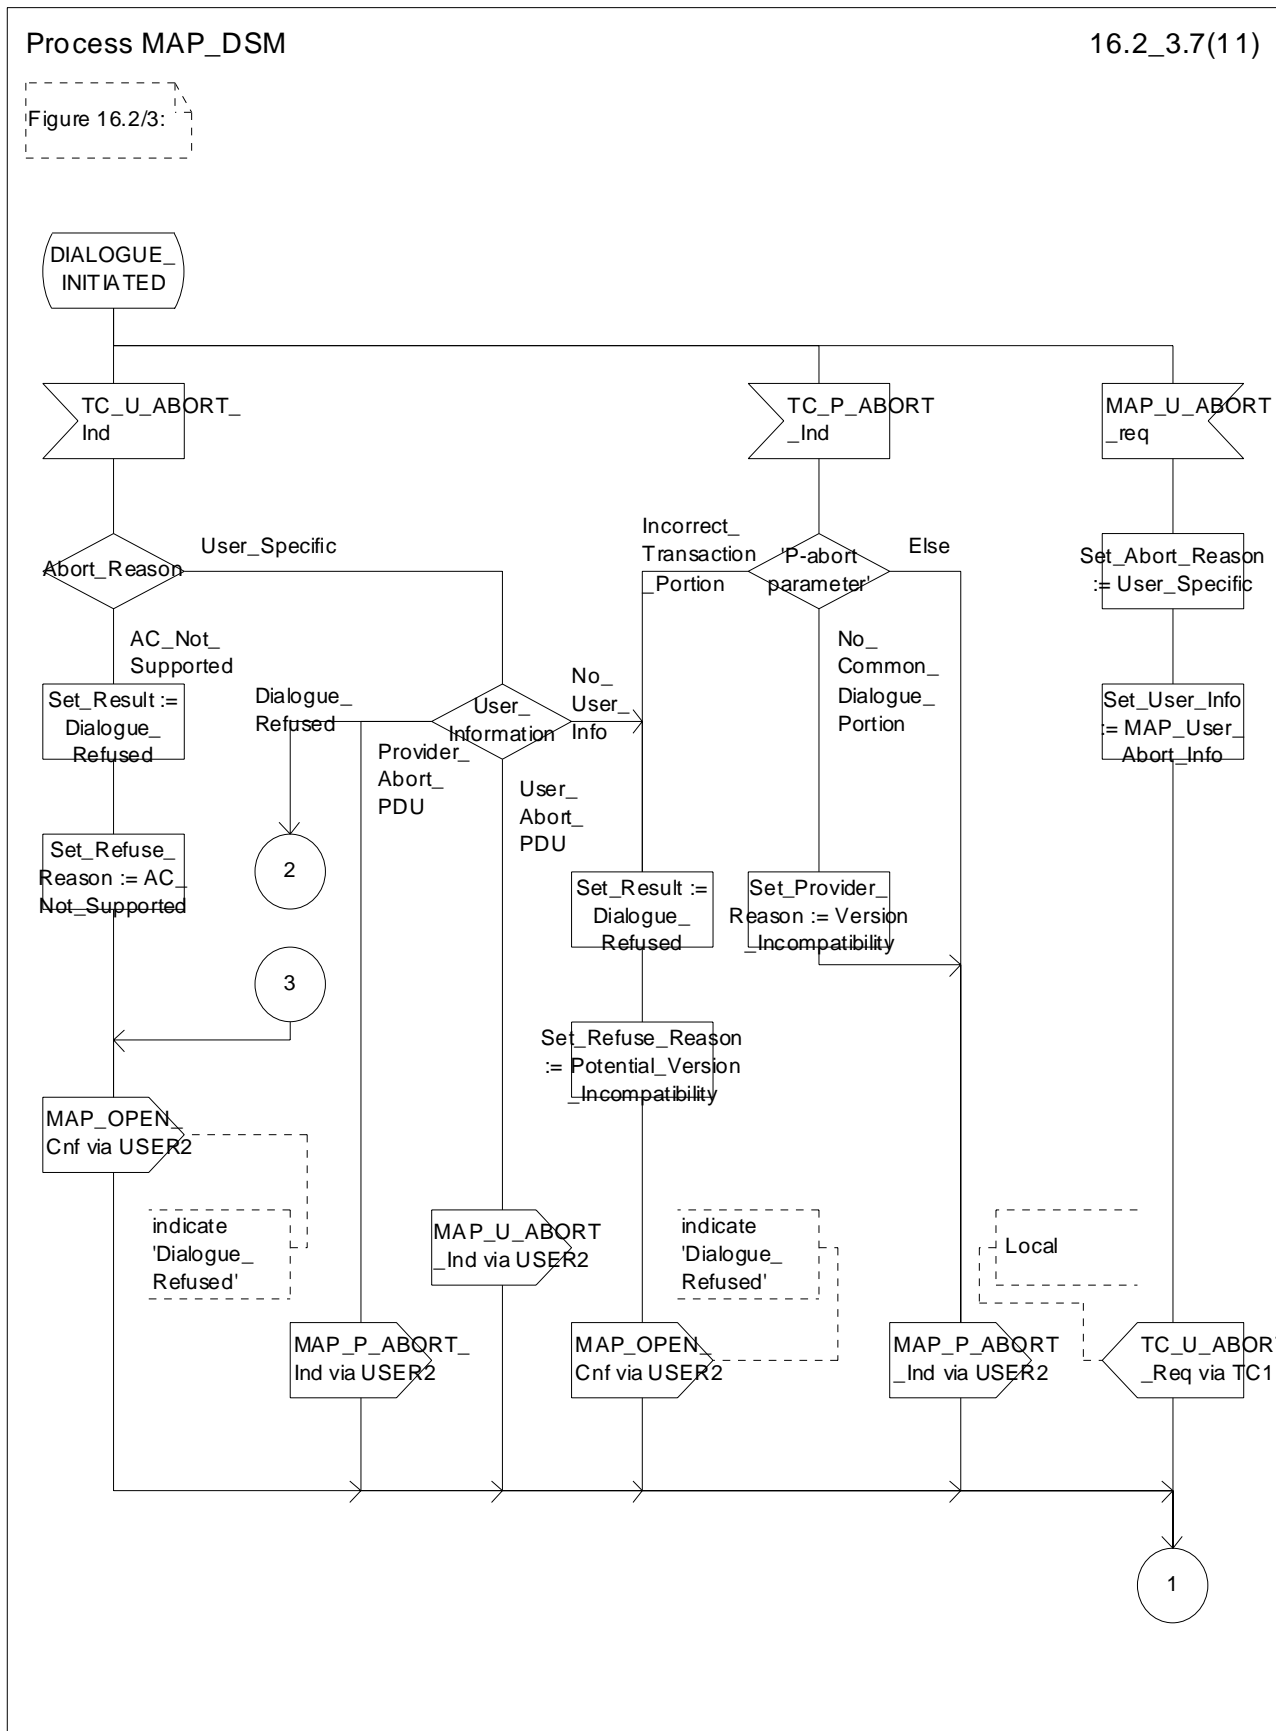 Process MAP_DSM
16.2_3.7(11)
Figure 16.2/3:
DIALOGUE_
INITIATED
TC_U_ABORT_
Ind
TC_P_ABORT
_Ind
MAP_U_ABORT
_req
Abort_Reason
User_Specific
Incorrect_
Transaction
_Portion
'P-abort
parameter'
Else
Set_Abort_Reason
:= User_Specific
AC_Not_
Supported
No_
Common_
Dialogue_
Portion
Set_Result :=
Dialogue_
Refused
Dialogue_
Refused
User_
Information
No_
User_
Info
Set_User_Info
:= MAP_User_
Abort_Info
Provider_
Abort_
PDU
User_
Abort_
PDU
Set_Refuse_
Reason := AC_
Not_Supported
2
Set_Result :=
Dialogue_
Refused
Set_Provider_
Reason := Version
_Incompatibility
3
Set_Refuse_Reason
:= Potential_Version
_Incompatibility
MAP_OPEN_
Cnf via USER2
indicate
'Dialogue_
Refused'
MAP_U_ABORT
_Ind via USER2
indicate
'Dialogue_
Refused'
Local
MAP_P_ABORT_
Ind via USER2
MAP_OPEN_
Cnf via USER2
MAP_P_ABORT
_Ind via USER2
TC_U_ABORT
_Req via TC1
1